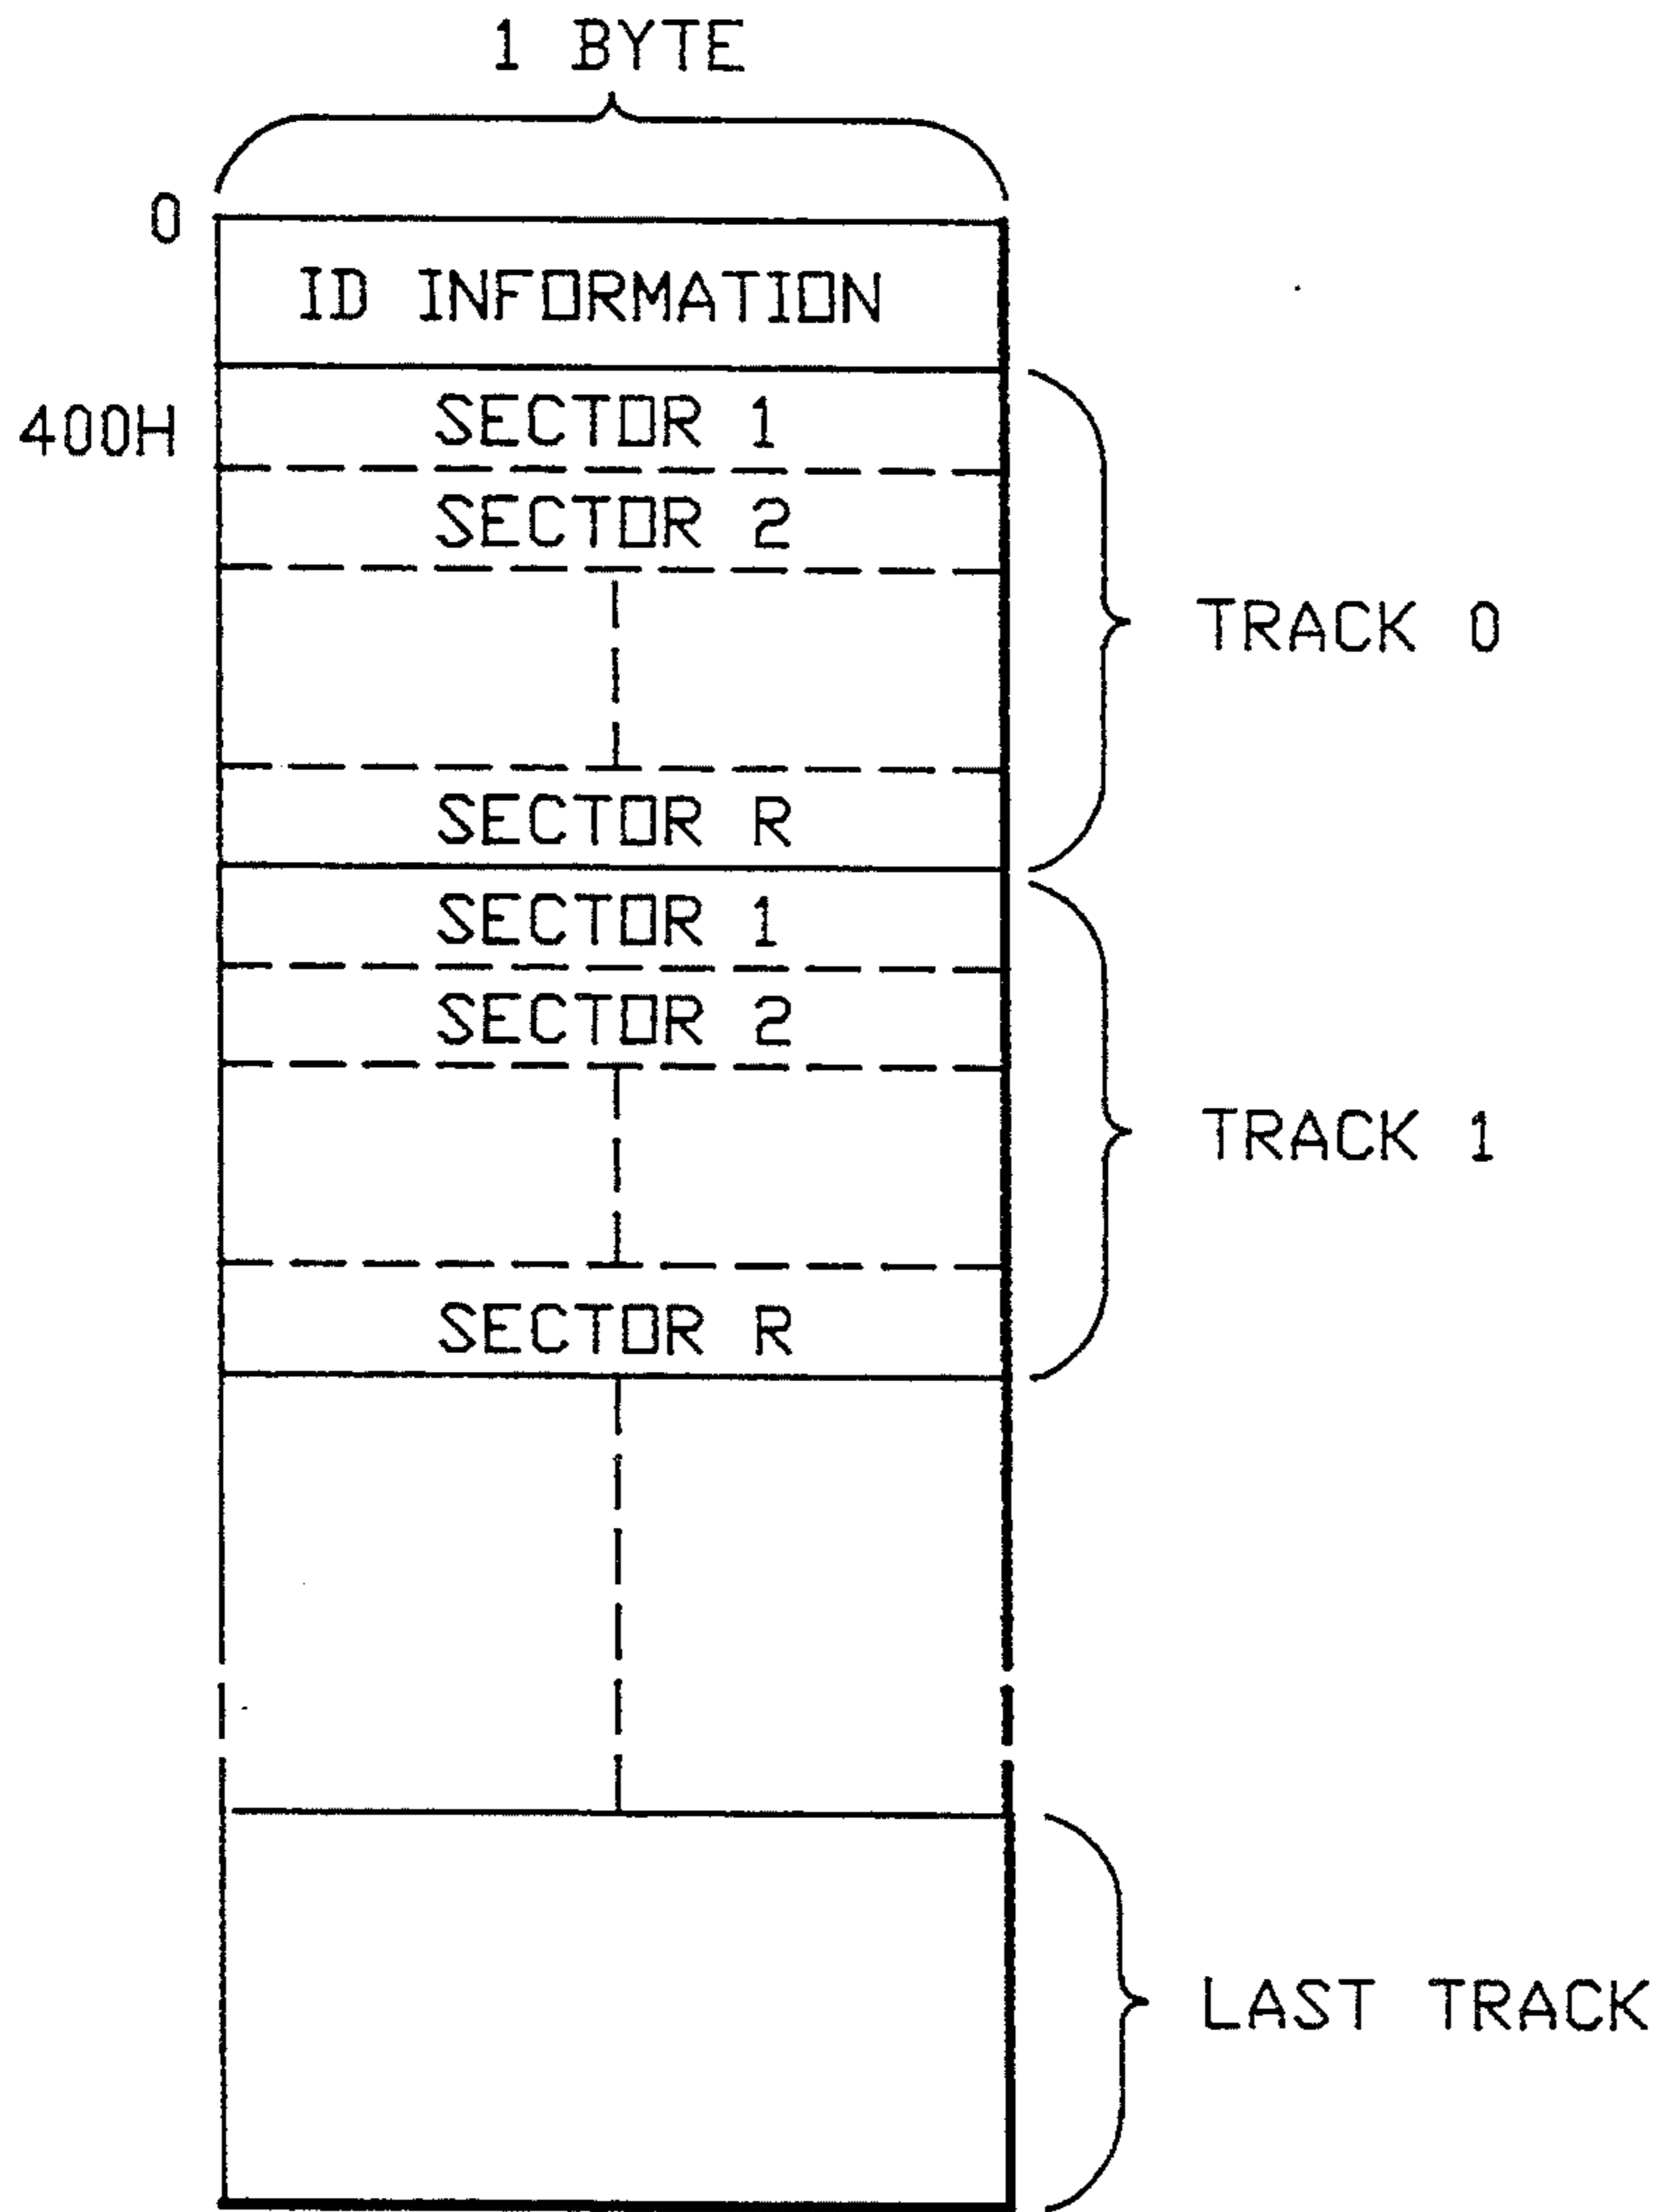 1 BYTE
0
ID INFORMATION
400H
SECTOR 1
SECTOR 2
TRACK 0
SECTOR R
SECTOR 1
SECTOR 2
TRACK 1
SECTOR R
LAST TRACK